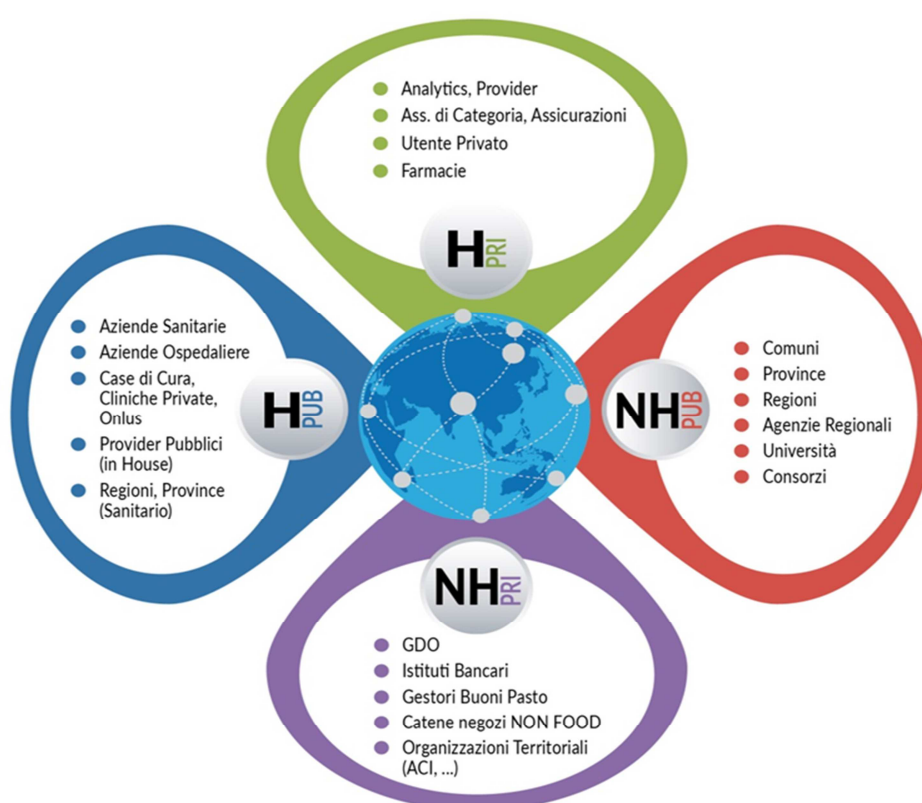 Analytics, Provider
Ass. di Categoria, Assicurazioni
Utente Privato
Farmacie
H PRI
Aziende Sanitarie
Aziende Ospedaliere
Case di Cura,
Cliniche Private,
Onlus
Provider Pubblici
(in House)
Regioni, Province
(Sanitario)
H PUB
NH PUB
Comuni
Province
Regioni
Agenzie Regionali
Università
Consorzi
NH PRI
GDO
Istituti Bancari
Gestori Buoni Pasto
Catene negozi NON FOOD
Organizzazioni Territoriali
(ACI, ...)